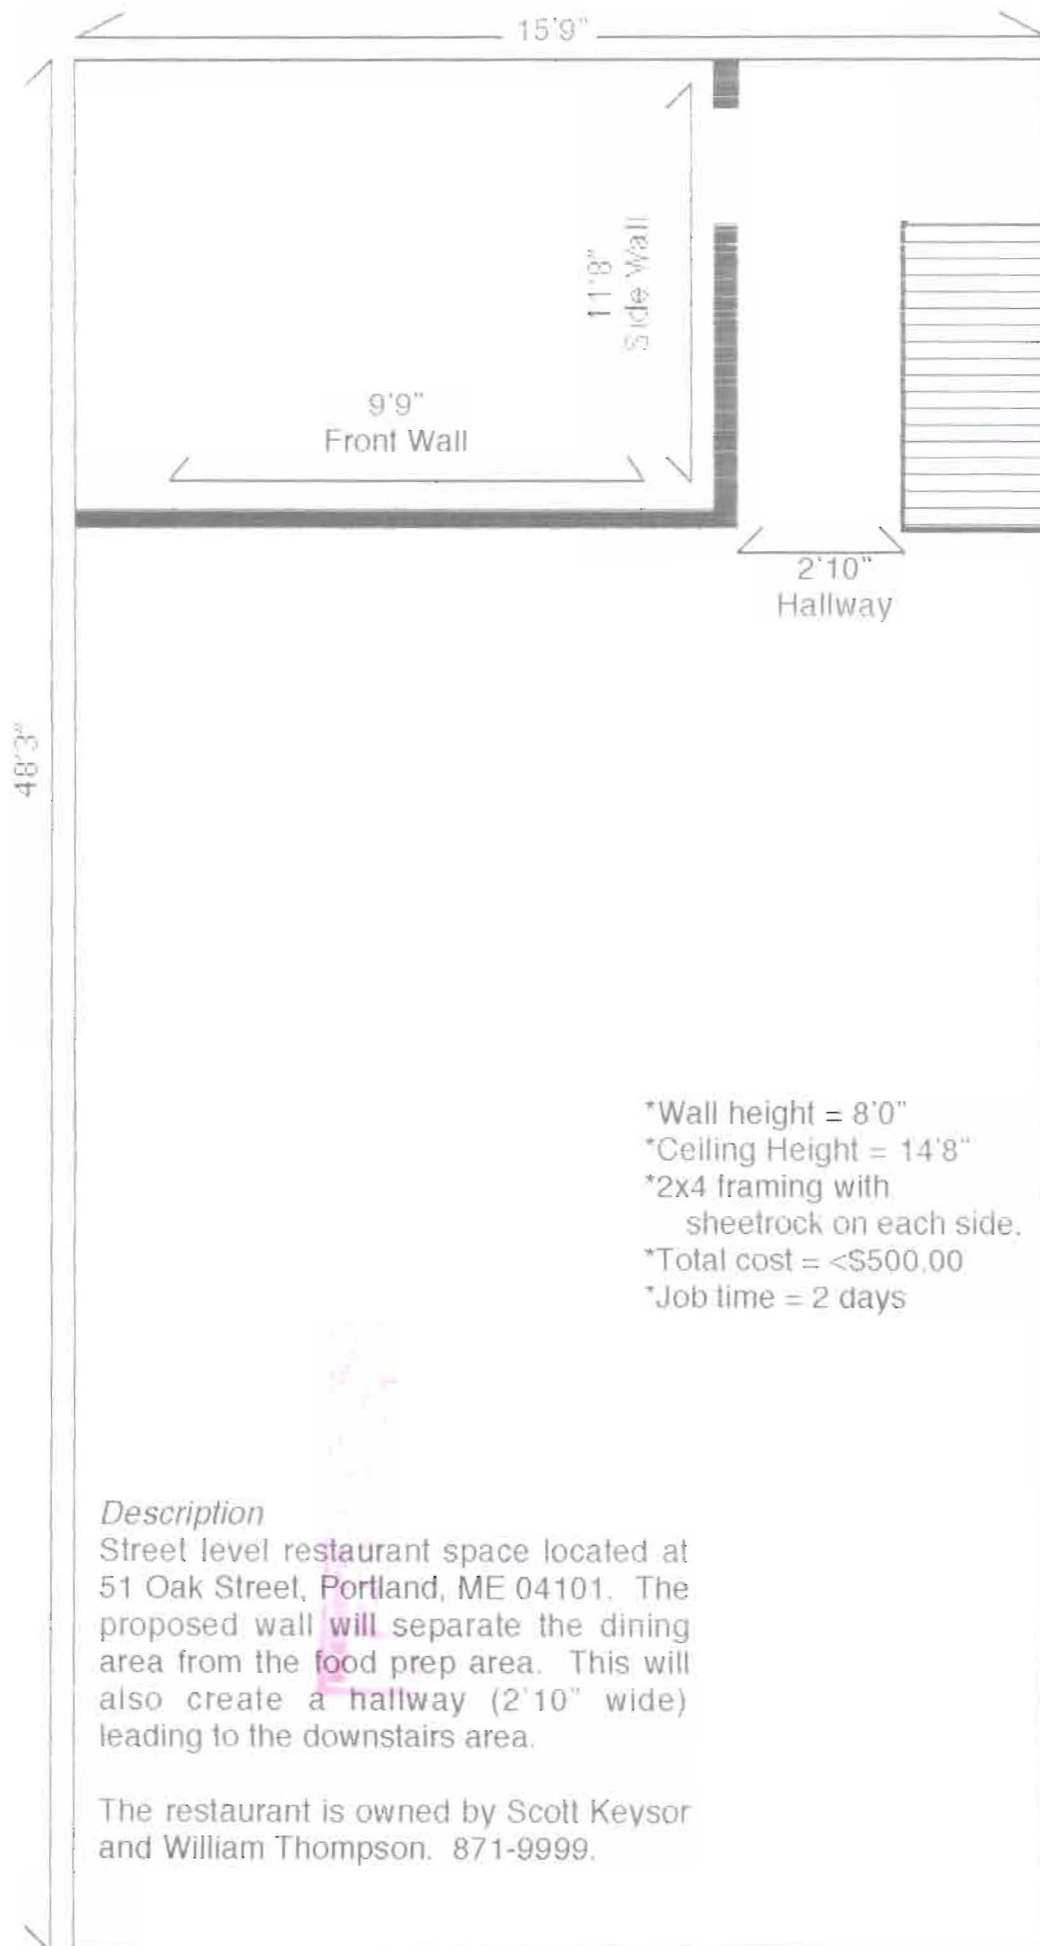 15'9"
11'8"
Side Wall
9'9"
Front Wall
2'10"
Hallway
48'3"
*Wall height = 8'0"
*Ceiling Height = 14'8"
*2x4 framing with
sheetrock on each side.
*Total cost = <$500.00
*Job time = 2 days
Description
Street level restaurant space located at
51 Oak Street, Portland, ME 04101. The
proposed wall will separate the dining
area from the food prep area. This will
also create a hallway (2'10" wide)
leading to the downstairs area.
The restaurant is owned by Scott Keysor
and William Thompson. 871-9999.